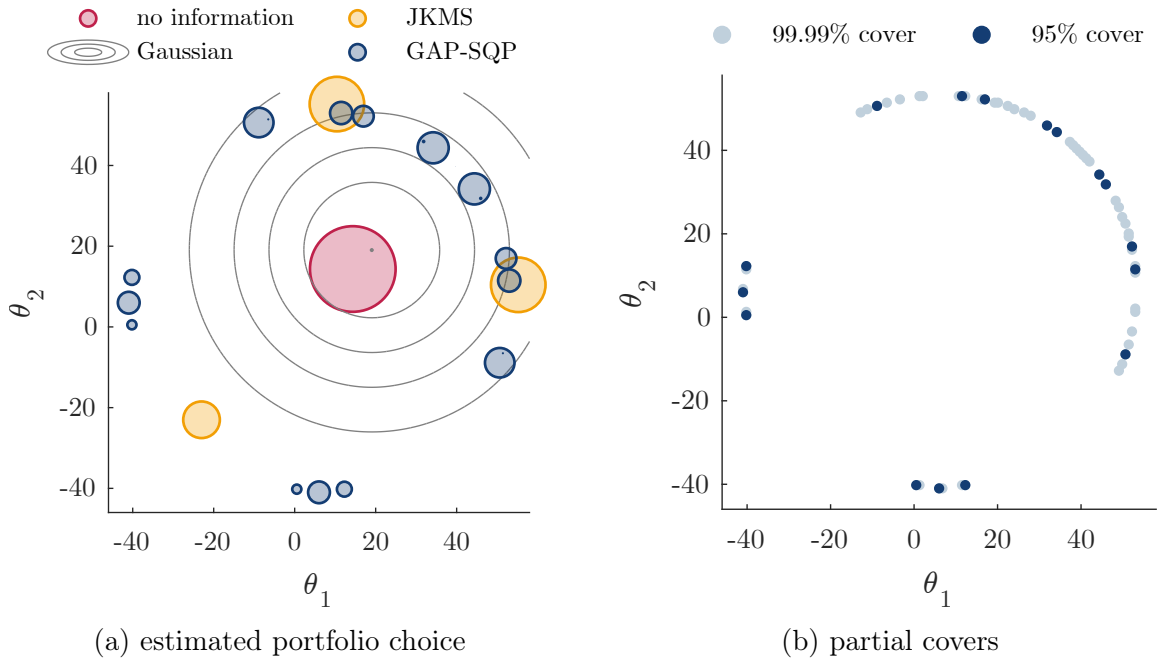 no information
JKMS
Gaussian
GAP-SQP
40
20
0
-20
-40
θ2
-40
-20
0
20
40
θ1
(a) estimated portfolio choice
99.99% cover
95% cover
40
20
0
-20
-40
θ2
-40
-20
0
20
40
θ1
(b) partial covers